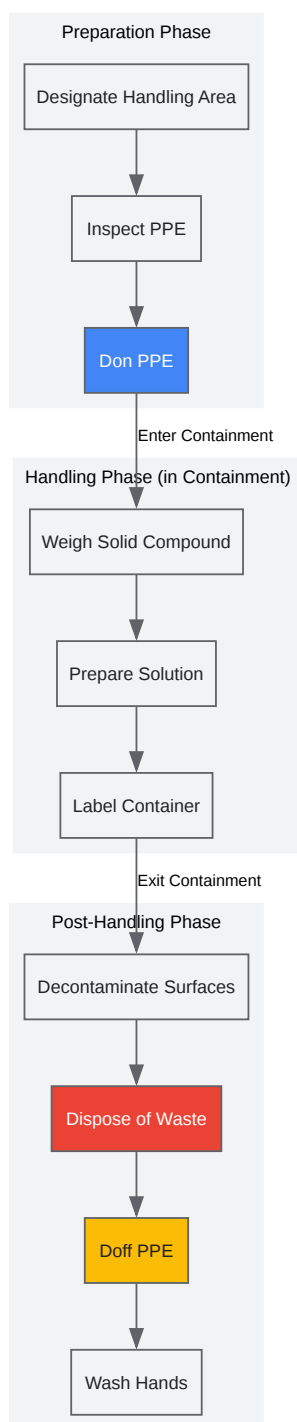 Preparation Phase
Designate Handling Area
Inspect PPE
Don PPE
Enter Containment
Handling Phase (in Containment)
Weigh Solid Compound
Prepare Solution
Label Container
Exit Containment
Post-Handling Phase
Decontaminate Surfaces
Dispose of Waste
Doff PPE
Wash Hands